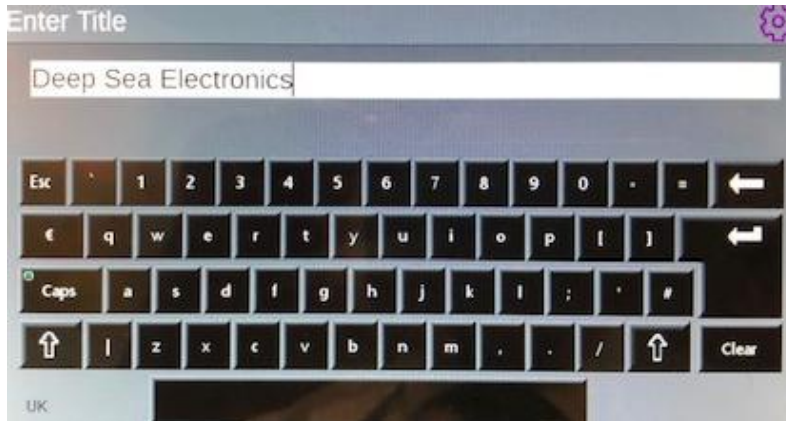 Enter Title
Deep Sea Electronics
Esc ` 1 2 3 4 5 6 7 8 9 0 - =
€ q w e r t y u i o p [ ]
Caps a s d f g h j k l ; ' #
| z x c v b n m , . / Clear
UK